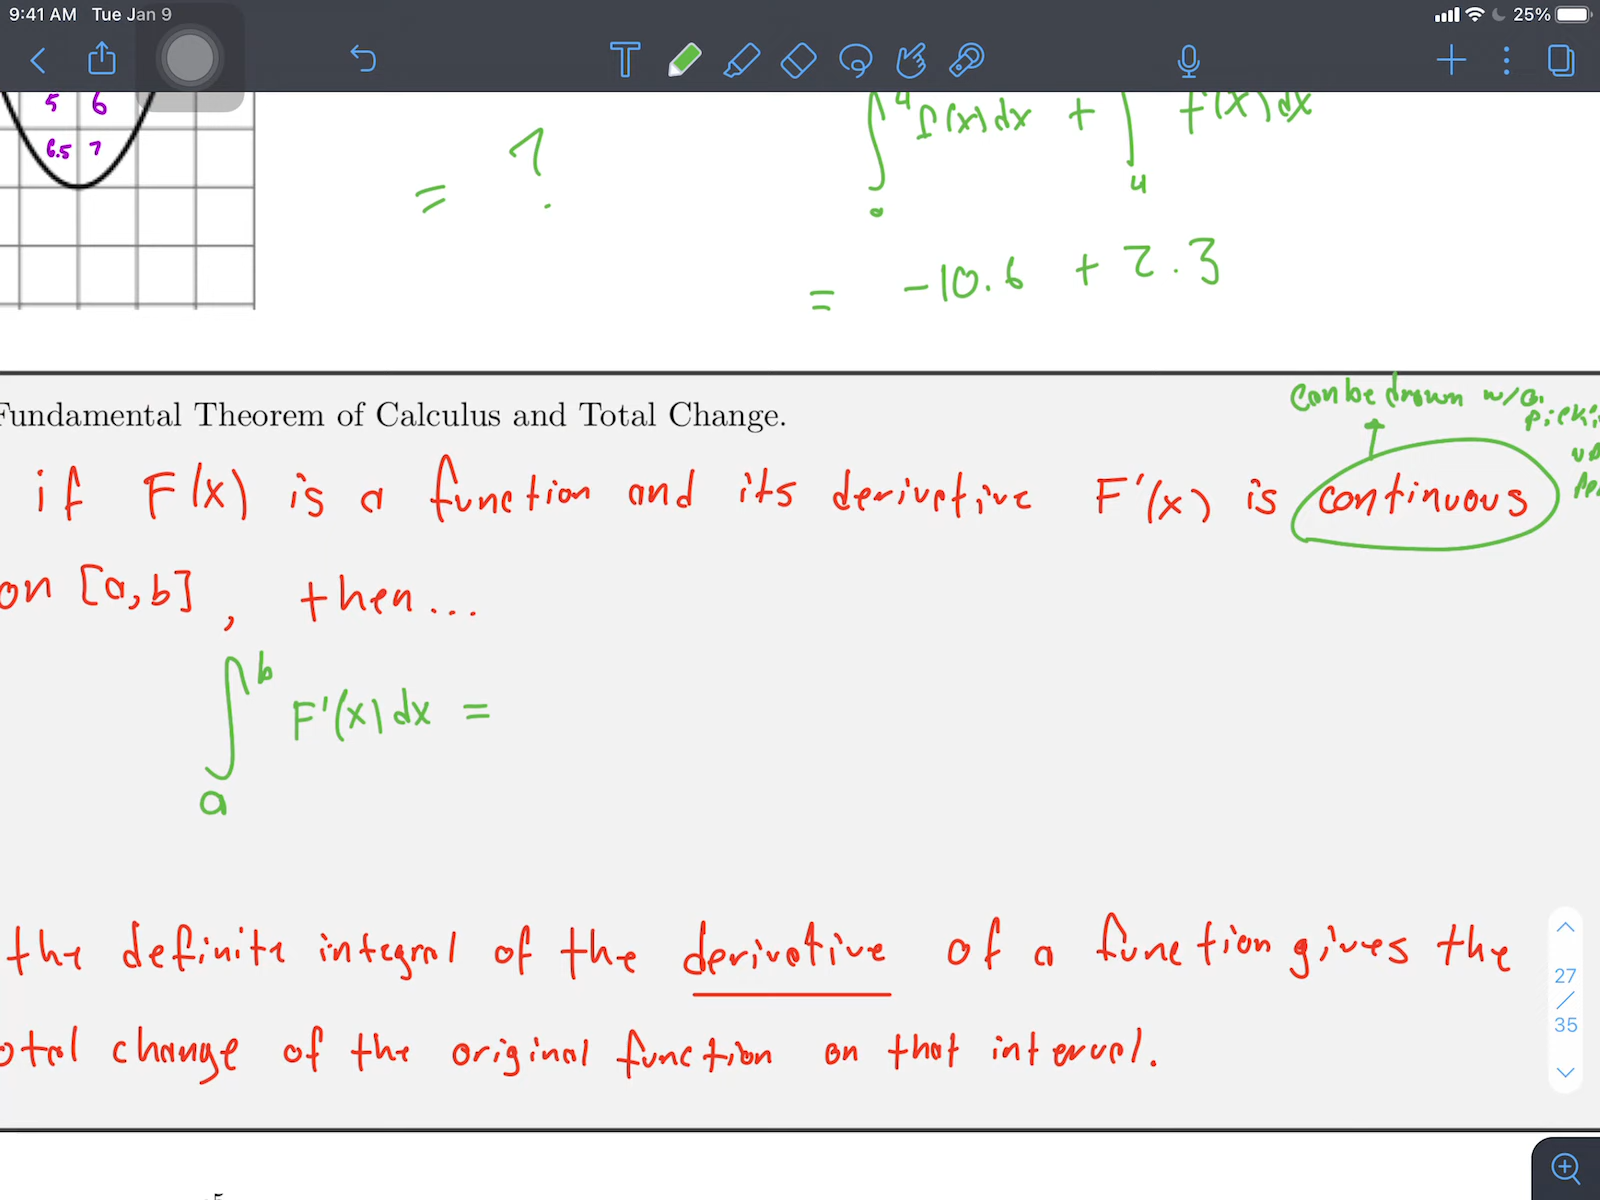 9:41 AM Tue Jan 9
25%
5 6
6.5 7
= ?
∫ 4 f(x)dx + ∫ 4 f(x)dx
= -10.6 + 2.3
can be drawn w/o.
Fundamental Theorem of Calculus and Total Change.
if F(x) is a function and its derivative F'(x) is continuous
on [a,b], then...
∫ₐᵇ F'(x)dx =
the definite integral of the derivative of a function gives the
otal change of the original function on that interval.
27
/
35
5